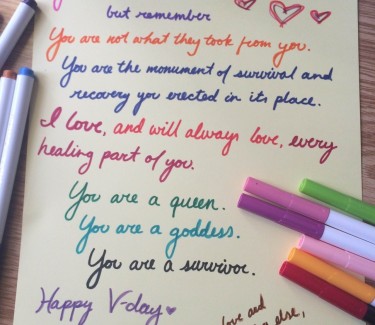 but remember
You are not what they took from you.
You are the monument of survival and
recovery you erected in its place.
I love, and will always love, every
healing part of you.
You are a queen.
You are a goddess.
You are a survivor.
Happy V-day
love and
else,